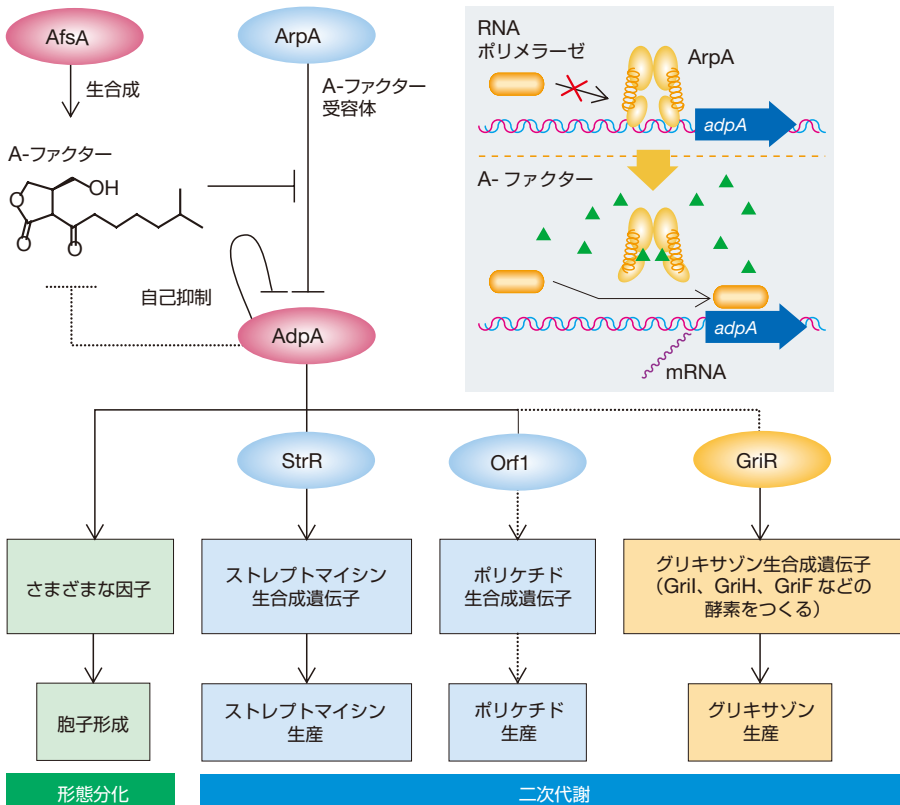 AfsA
生合成
A-ファクター
OH
O
O
O
ArpA
A-ファクター
受容体
自己抑制
AdpA
RNA
ポリメラーゼ
ArpA
adpA
A- ファクター
adpA
mRNA
StrR
Orf1
GriR
さまざまな因子
ストレプトマイシン
生合成遺伝子
ポリケチド
生合成遺伝子
グリキサゾン生合成遺伝子
（GriI、GriH、GriF などの
酵素をつくる）
胞子形成
ストレプトマイシン
生産
ポリケチド
生産
グリキサゾン
生産
形態分化
二次代謝